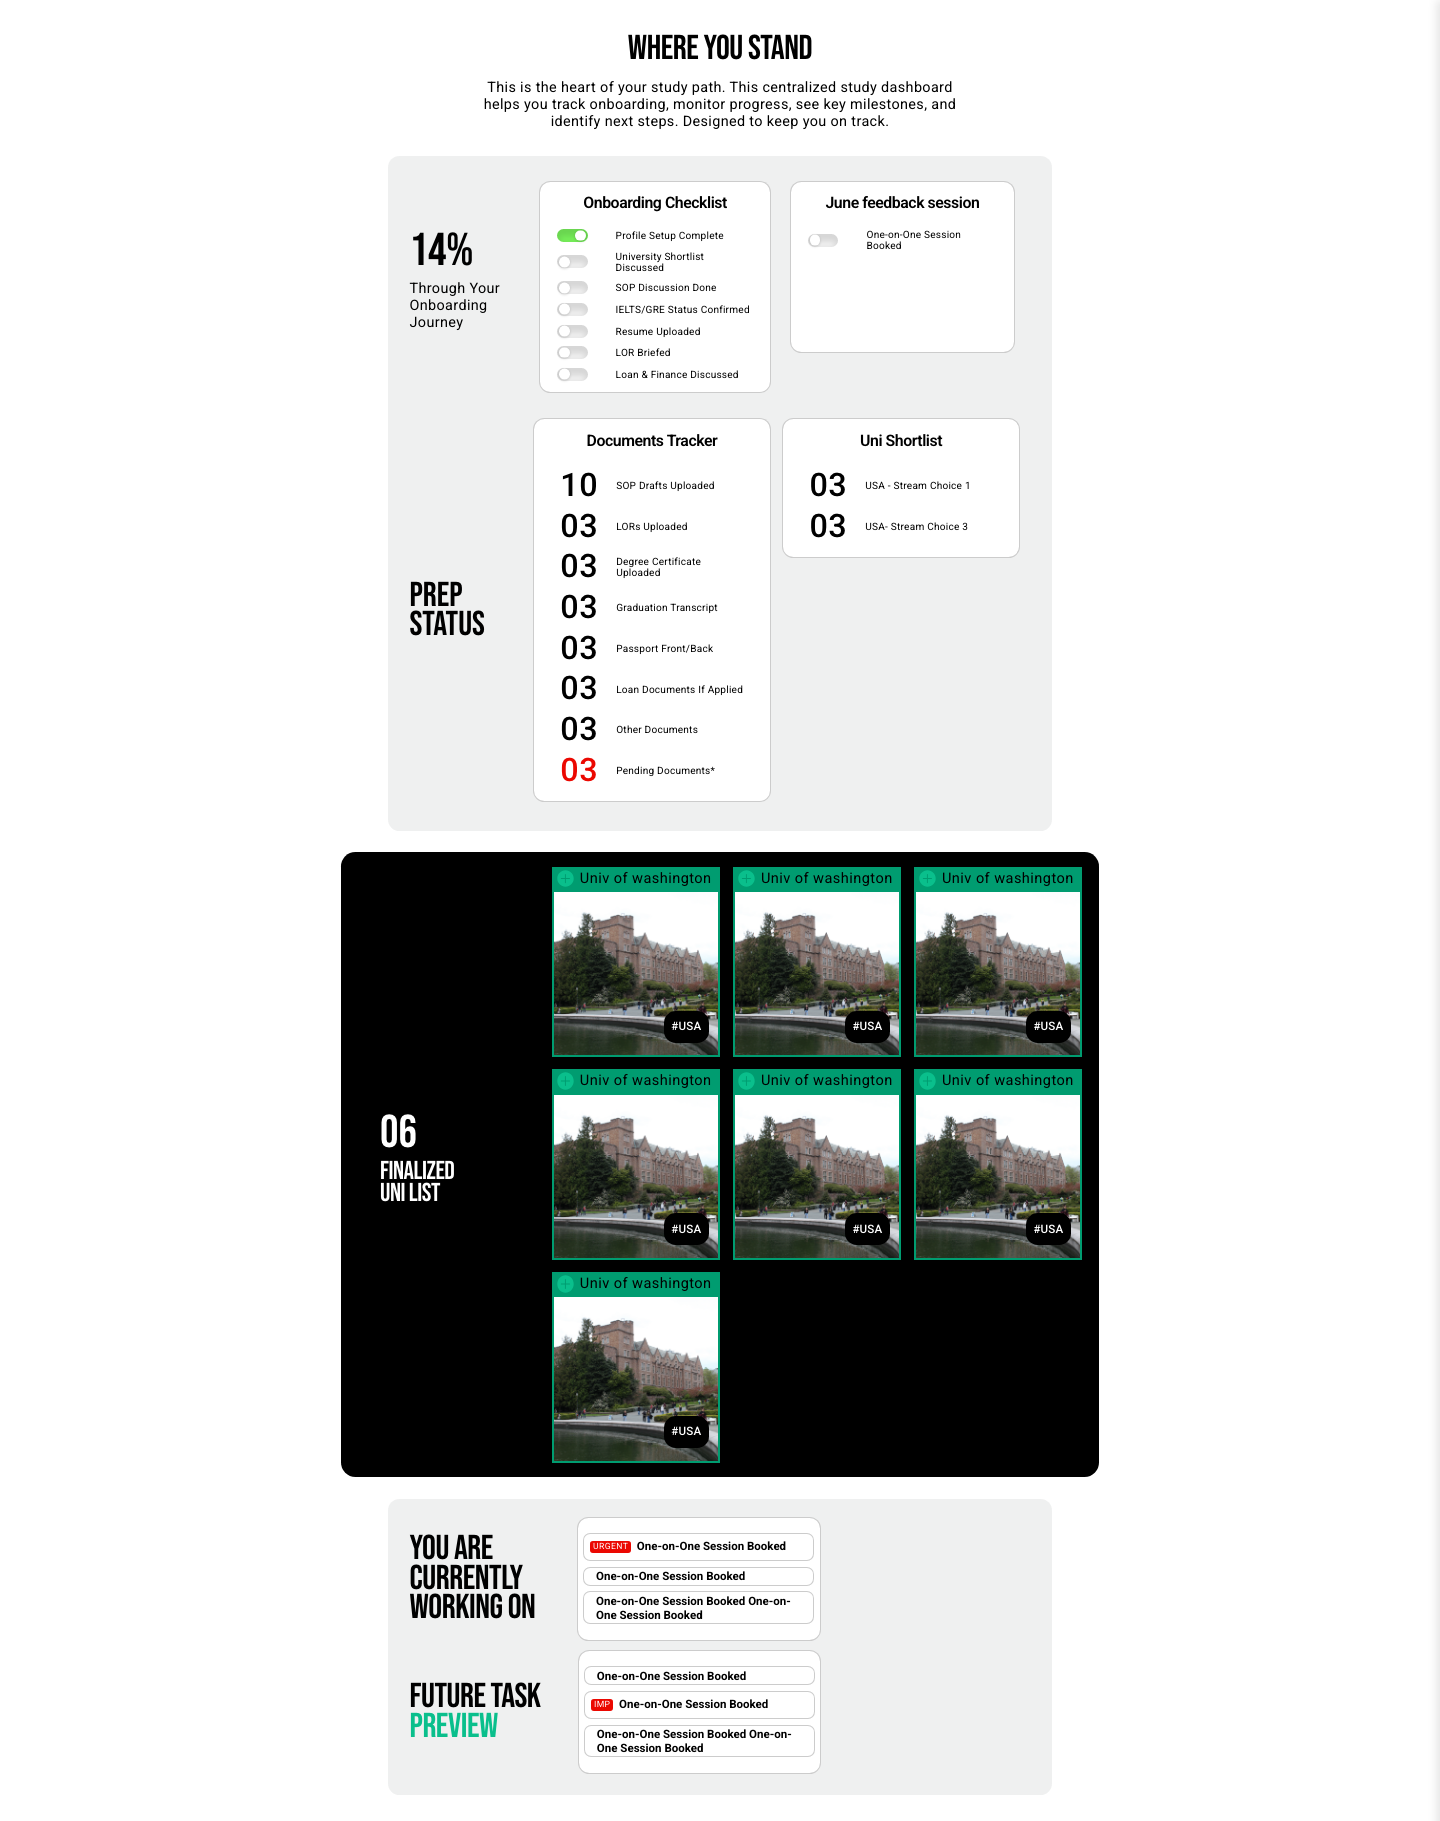 WHERE YOU STAND
This is the heart of your study path. This centralized study dashboard
helps you track onboarding, monitor progress, see key milestones, and
identify next steps. Designed to keep you on track.
14%
Through Your
Onboarding
Journey
Onboarding Checklist
Profile Setup Complete
University Shortlist
Discussed
SOP Discussion Done
IELTS/GRE Status Confirmed
Resume Uploaded
LOR Briefed
Loan & Finance Discussed
June feedback session
One-on-One Session
Booked
PREP
STATUS
Documents Tracker
10 SOP Drafts Uploaded
03 LORs Uploaded
03 Degree Certificate
Uploaded
03 Graduation Transcript
03 Passport Front/Back
03 Loan Documents If Applied
03 Other Documents
03 Pending Documents*
Uni Shortlist
03 USA - Stream Choice 1
03 USA- Stream Choice 3
06
FINALIZED
UNI LIST
Univ of washington
#USA
Univ of washington
#USA
Univ of washington
#USA
Univ of washington
#USA
Univ of washington
#USA
Univ of washington
#USA
Univ of washington
#USA
YOU ARE
CURRENTLY
WORKING ON
URGENT One-on-One Session Booked
One-on-One Session Booked
One-on-One Session Booked One-on-
One Session Booked
FUTURE TASK
PREVIEW
One-on-One Session Booked
IMP One-on-One Session Booked
One-on-One Session Booked One-on-
One Session Booked